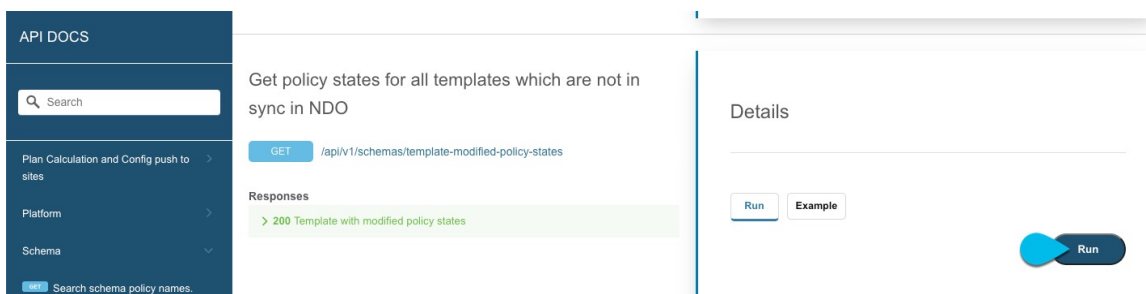 API DOCS
Search
Plan Calculation and Config push to
sites
Platform
Schema
GET Search schema policy names.
Get policy states for all templates which are not in
sync in NDO
GET /api/v1/schemas/template-modified-policy-states
Responses
200 Template with modified policy states
Details
Run Example
Run